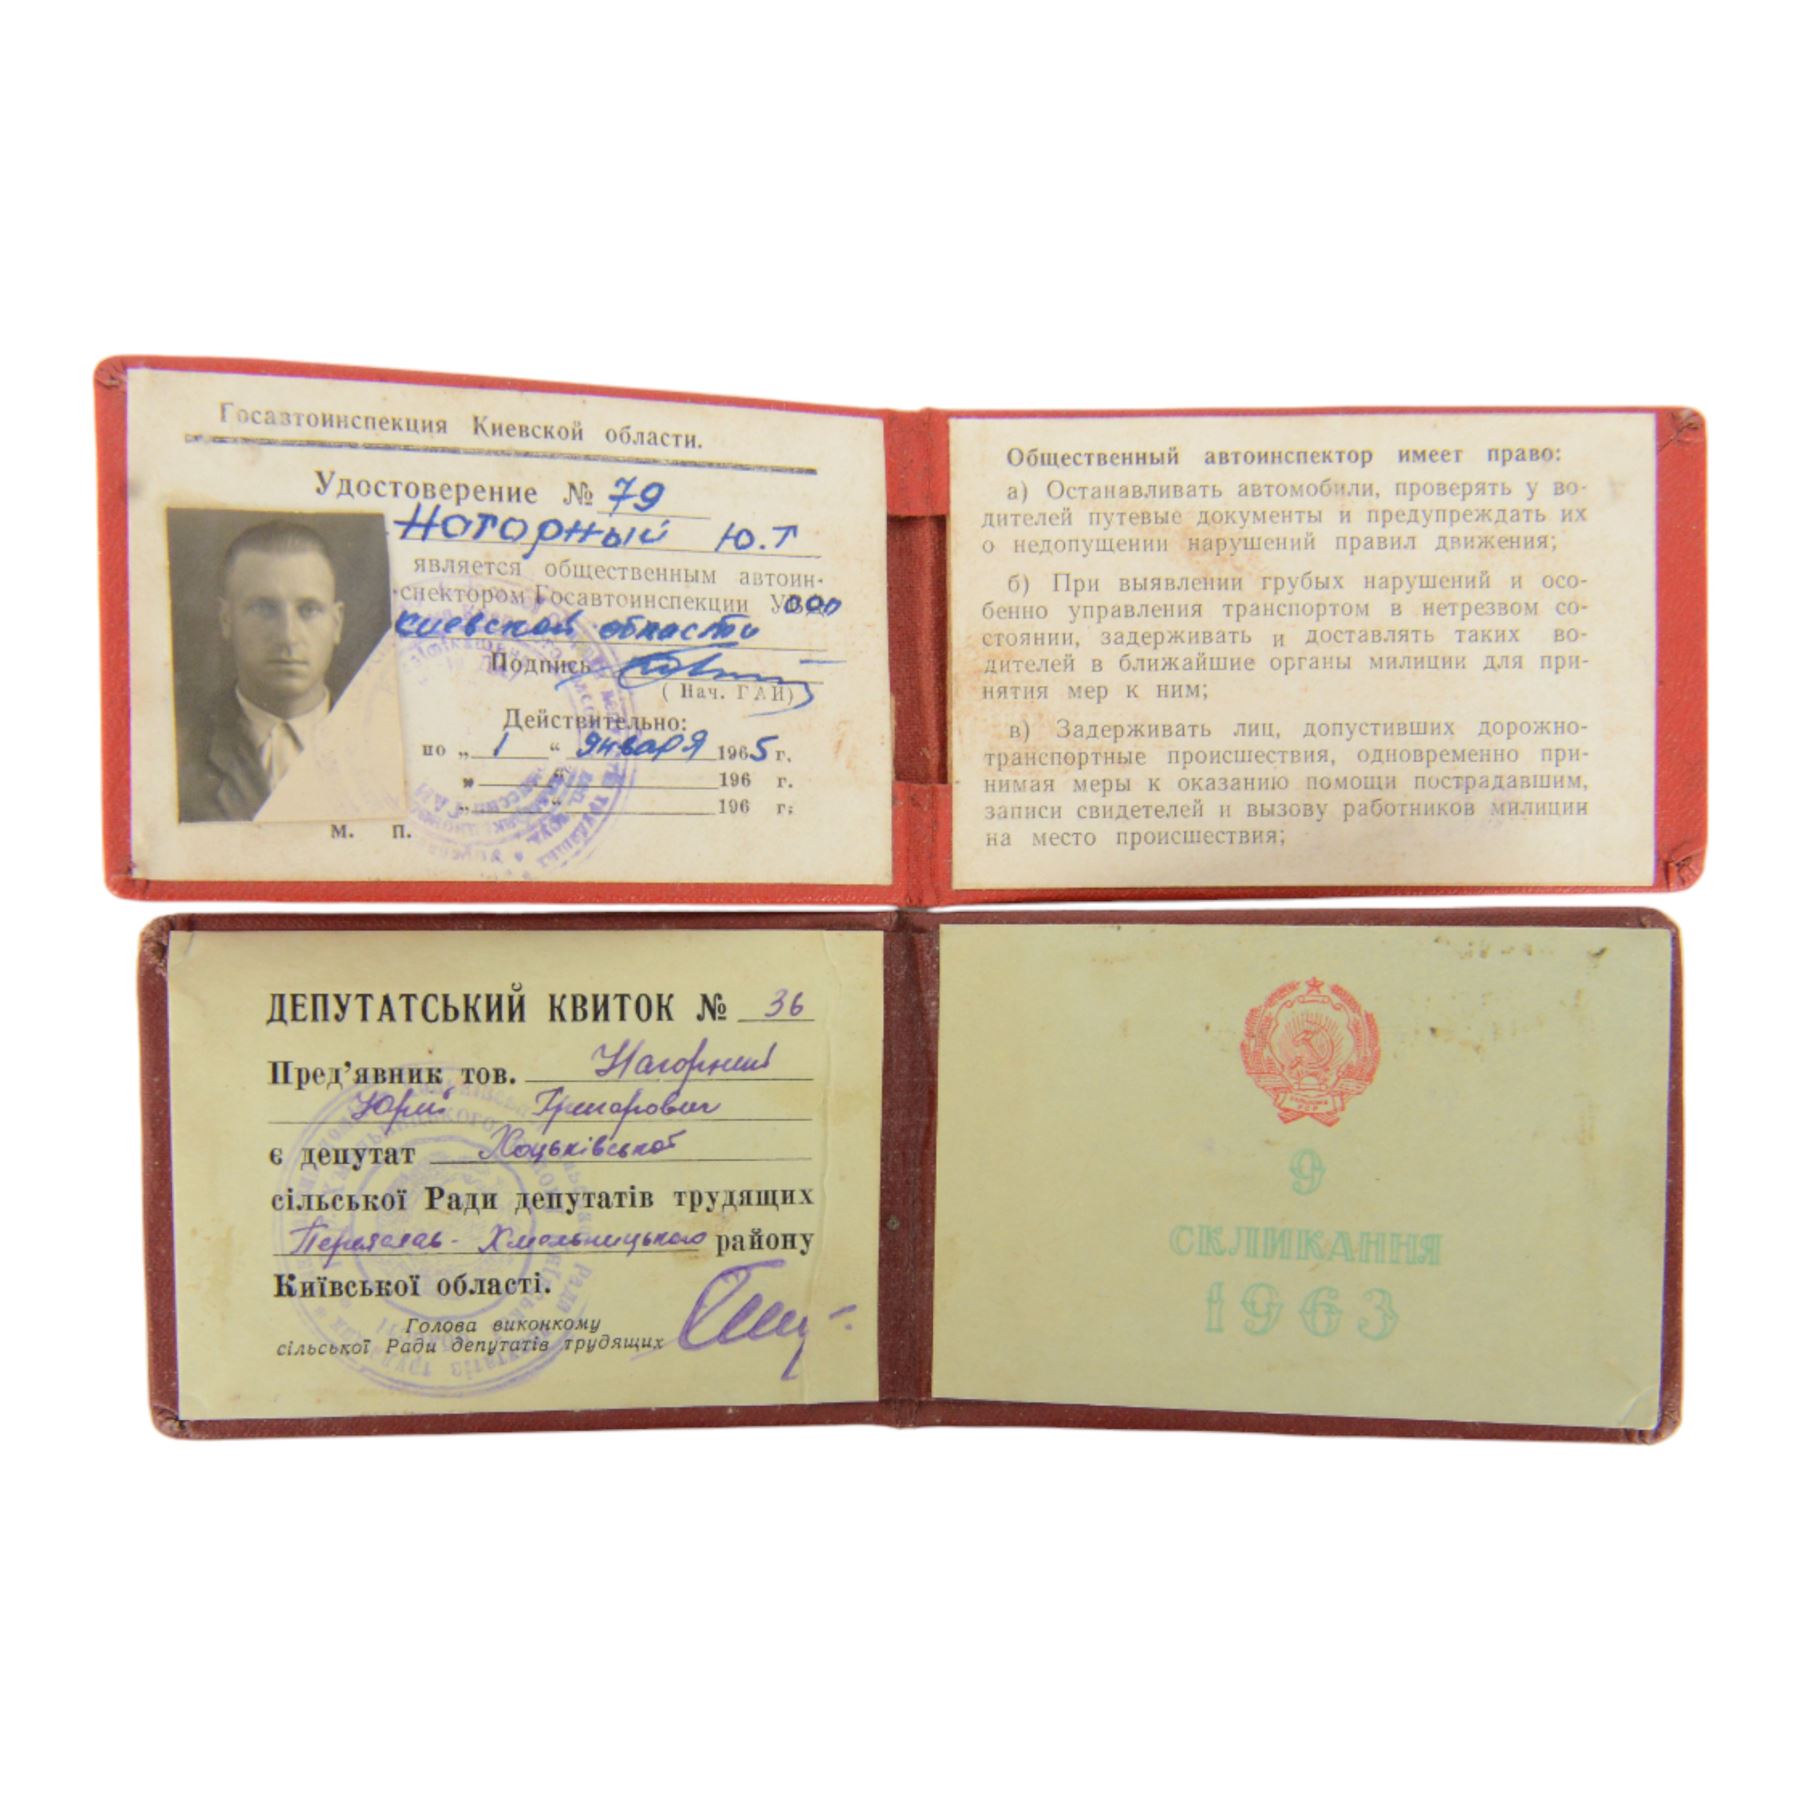 Госавтоинспекция Киевской области.
Удостоверение № 79
Нагорный Ю.Г
является общественным автоин-
спектором Госавтоинспекции УООП
Киевской области
Подпись
(Нач. ГАИ)
Действительно:
по „ 1 “ января 1965 г.
„ “ 196 г.
„ “ 196 г.
М. П.
Общественный автоинспектор имеет право:
а) Останавливать автомобили, проверять у во-
дителей путевые документы и предупреждать их
о недопущении нарушений правил движения;
б) При выявлении грубых нарушений и осо-
бенно управления транспортом в нетрезвом со-
стоянии, задерживать и доставлять таких во-
дителей в ближайшие органы милиции для при-
нятия мер к ним;
в) Задерживать лиц, допустивших дорожно-
транспортные происшествия, одновременно при-
нимая меры к оказанию помощи пострадавшим,
записи свидетелей и вызову работников милиции
на место происшествия;
ДЕПУТАТСЬКИЙ КВИТОК № 36
Пред'явник тов. Нагорний
Юрій Григорович
є депутат Хоцьківської
сільської Ради депутатів трудящих
Переяслав-Хмельницького району
Київської області.
Голова виконкому
сільської Ради депутатів трудящих
9
СКЛИКАННЯ
1963